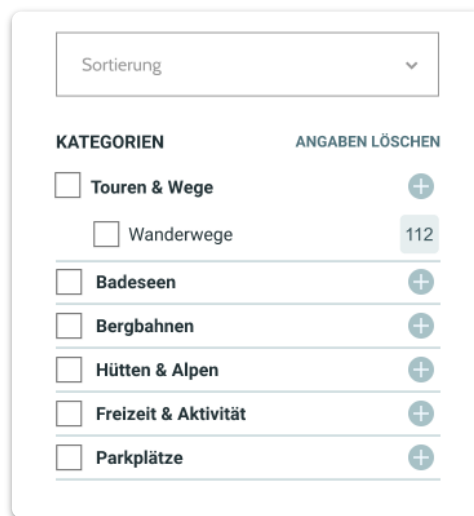 Sortierung
KATEGORIEN ANGABEN LÖSCHEN
Touren & Wege
Wanderwege 112
Badeseen
Bergbahnen
Hütten & Alpen
Freizeit & Aktivität
Parkplätze